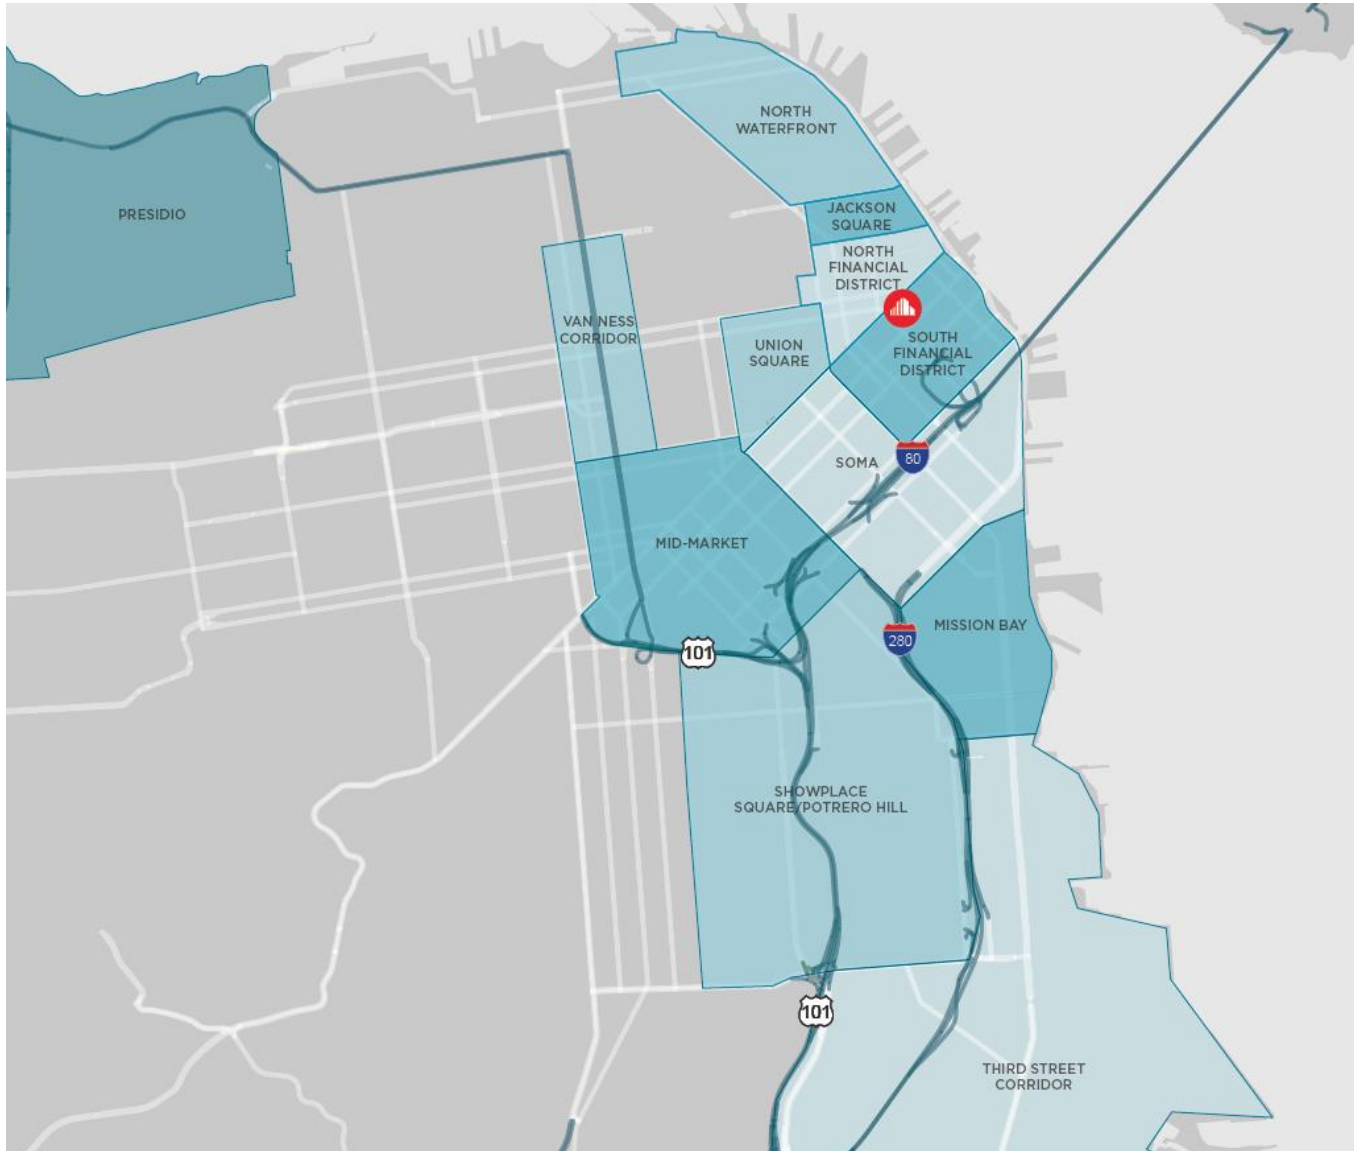 NORTH
WATERFRONT
PRESIDIO
JACKSON
SQUARE
NORTH
FINANCIAL
DISTRICT
VAN NESS
CORRIDOR
UNION
SQUARE
SOUTH
FINANCIAL
DISTRICT
SOMA
80
MID-MARKET
MISSION BAY
280
101
SHOWPLACE
SQUARE/POTRERO HILL
101
THIRD STREET
CORRIDOR